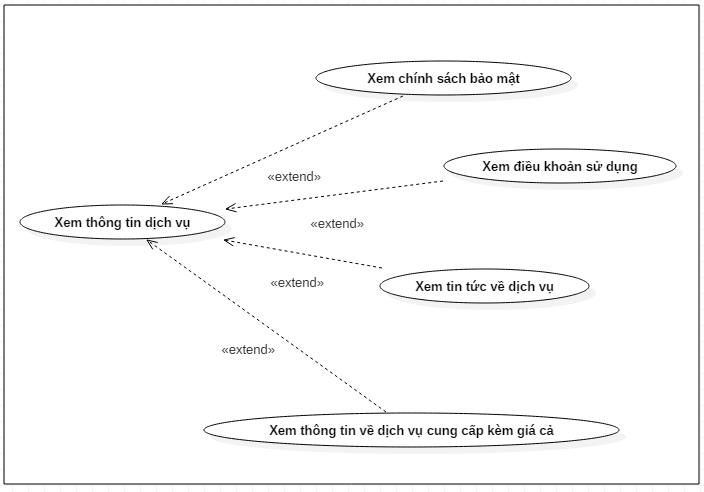 Xem chính sách bảo mật
Xem điều khoản sử dụng
«extend»
Xem thông tin dịch vụ
«extend»
«extend»
Xem tin tức về dịch vụ
«extend»
Xem thông tin về dịch vụ cung cấp kèm giá cả